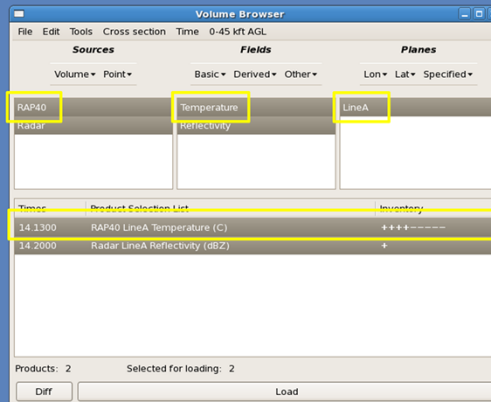 Volume Browser
File Edit Tools Cross section Time 0-45 kft AGL
Sources Fields Planes
Volume Point Basic Derived Other Lon Lat Specified
RAP40 Temperature LineA
Radar Reflectivity
Times Product Selection List Inventory
14.1300 RAP40 LineA Temperature (C) ++++------
14.2000 Radar LineA Reflectivity (dBZ) +
Products: 2 Selected for loading: 2
Diff Load